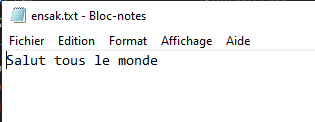 ensak.txt - Bloc-notes
Fichier Edition Format Affichage Aide
Salut tous le monde